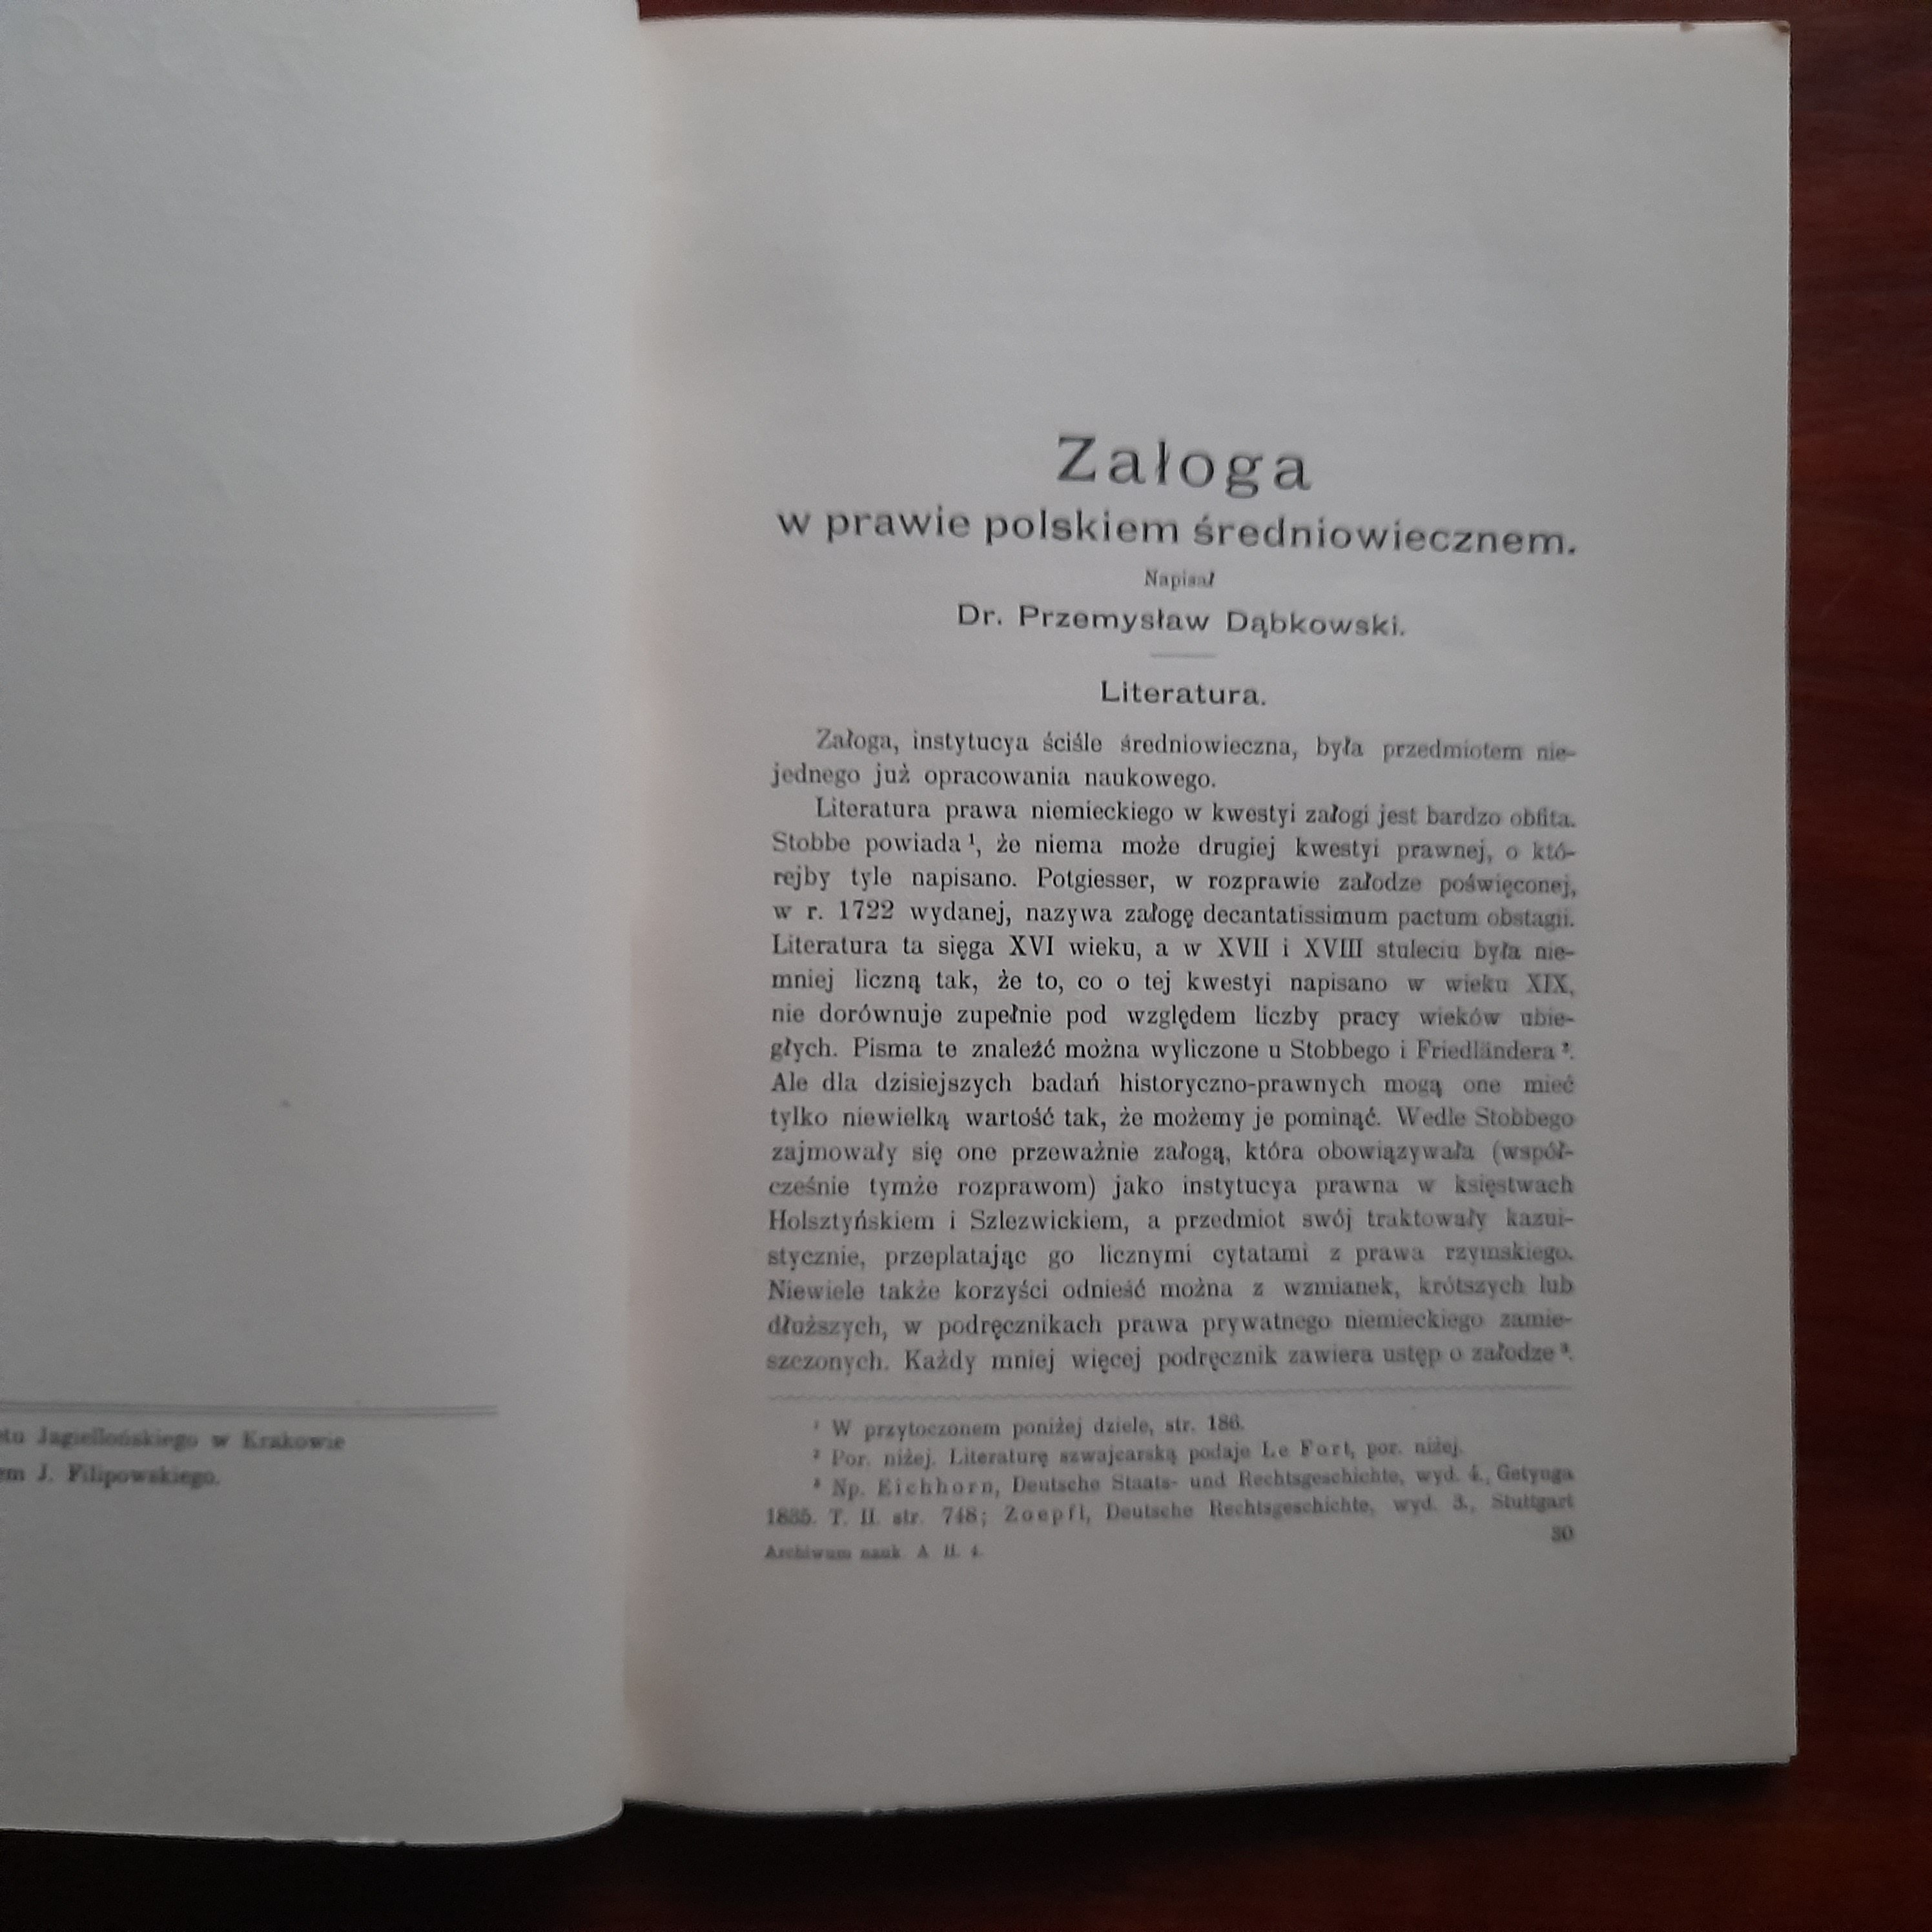 Jagiellońskiego w Krakowie
J. Filipowskiego.
Załoga
w prawie polskiem średniowiecznem.
Napisał
Dr. Przemysław Dąbkowski.
Literatura.
Załoga, instytucya ściśle średniowieczna, była przedmiotem nie-
jednego już opracowania naukowego.
Literatura prawa niemieckiego w kwestyi załogi jest bardzo obfita.
Stobbe powiada ¹, że niema może drugiej kwestyi prawnej, o któ-
rejby tyle napisano. Potgiesser, w rozprawie załodze poświęconej,
w r. 1722 wydanej, nazywa załogę decantatissimum pactum obstagii.
Literatura ta sięga XVI wieku, a w XVII i XVIII stuleciu była nie-
mniej liczną tak, że to, co o tej kwestyi napisano w wieku XIX,
nie dorównuje zupełnie pod względem liczby pracy wieków ubie-
głych. Pisma te znaleźć można wyliczone u Stobbego i Friedländera ².
Ale dla dzisiejszych badań historyczno-prawnych mogą one mieć
tylko niewielką wartość tak, że możemy je pominąć. Wedle Stobbego
zajmowały się one przeważnie załogą, która obowiązywała (współ-
cześnie tymże rozprawom) jako instytucya prawna w księstwach
Holsztyńskiem i Szlezwickiem, a przedmiot swój traktowały kazui-
stycznie, przeplatając go licznymi cytatami z prawa rzymskiego.
Niewiele także korzyści odnieść można z wzmianek, krótszych lub
dłuższych, w podręcznikach prawa prywatnego niemieckiego zamie-
szczonych. Każdy mniej więcej podręcznik zawiera ustęp o załodze ³.
¹ W przytoczonem poniżej dziele, str. 186.
² Por. niżej. Literaturę szwajcarską podaje Le Fort, por. niżej.
³ Np. Eichhorn, Deutsche Staats- und Rechtsgeschichte, wyd. 4., Getynga
1835. T. II. str. 748; Zoepfl, Deutsche Rechtsgeschichte, wyd. 3., Stuttgart
30
Archiwum nauk. A II. 4.